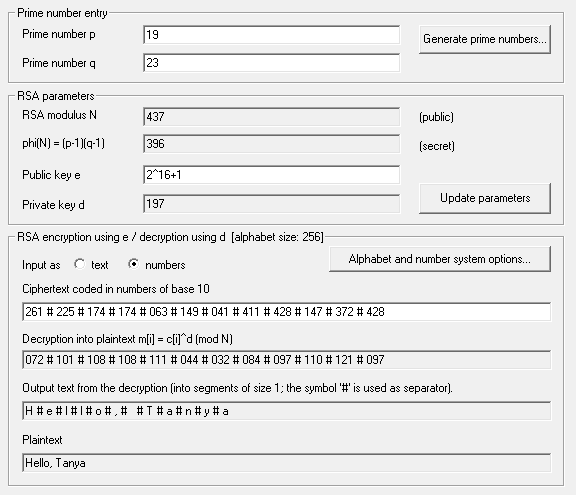 Prime number entry
Prime number p 19 Generate prime numbers...
Prime number q 23
RSA parameters
RSA modulus N 437 (public)
phi(N) = (p-1)(q-1) 396 (secret)
Public key e 2^16+1
Private key d 197 Update parameters
RSA encryption using e / decryption using d [alphabet size: 256]
Input as text numbers Alphabet and number system options...
Ciphertext coded in numbers of base 10
261 # 225 # 174 # 174 # 063 # 149 # 041 # 411 # 428 # 147 # 372 # 428
Decryption into plaintext m[i] = c[i]^d (mod N)
072 # 101 # 108 # 108 # 111 # 044 # 032 # 084 # 097 # 110 # 121 # 097
Output text from the decryption (into segments of size 1; the symbol '#' is used as separator).
H # e # l # l # o # , #   # T # a # n # y # a
Plaintext
Hello, Tanya